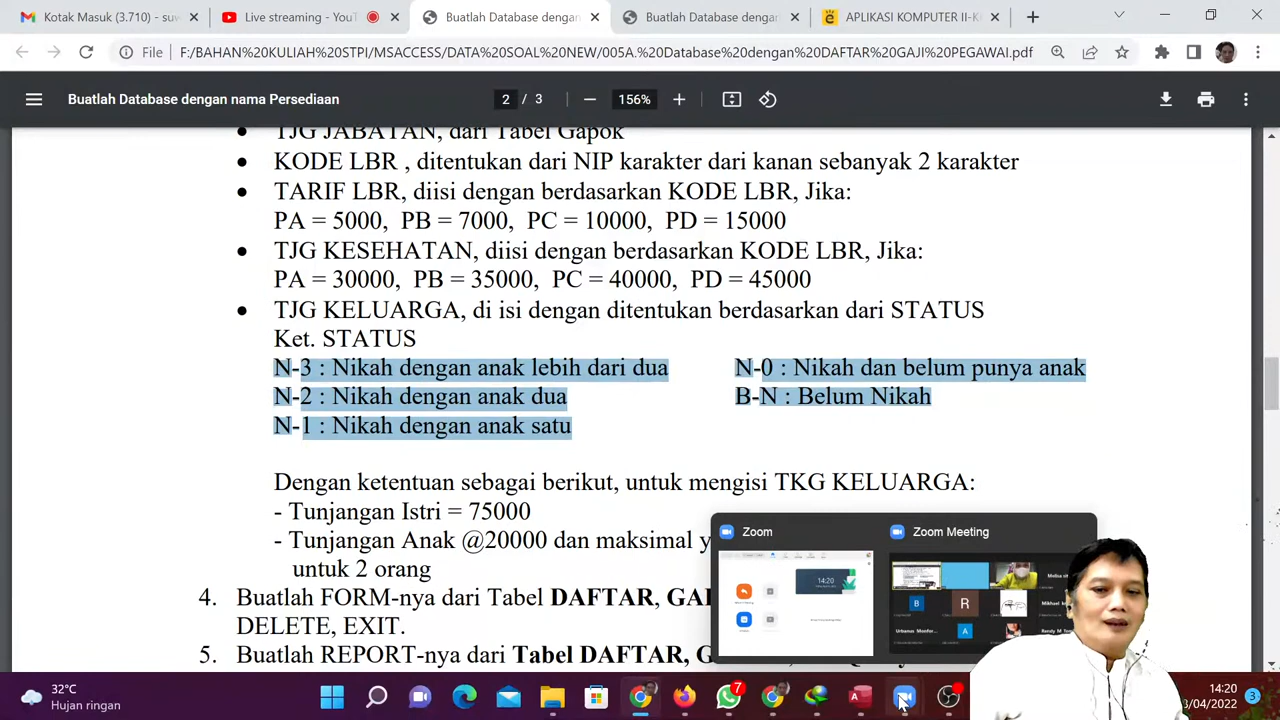 Kotak Masuk (3.170) - suw
Live streaming - YouT
Buatlah Database dengan
Buatlah Database dengan
APLIKASI KOMPUTER II-K
File
F:/BAHAN%20KULIAH%20STPI/MSACCESS/DATA%20SOAL%20NEW/005A.%20Database%20dengan%20DAFTAR%20GAJI%20PEGAWAI.pdf
Buatlah Database dengan nama Persediaan
2 / 3
156%
• TJG JABATAN, dari Tabel Gapok
• KODE LBR , ditentukan dari NIP karakter dari kanan sebanyak 2 karakter
• TARIF LBR, diisi dengan berdasarkan KODE LBR, Jika:
PA = 5000, PB = 7000, PC = 10000, PD = 15000
• TJG KESEHATAN, diisi dengan berdasarkan KODE LBR, Jika:
PA = 30000, PB = 35000, PC = 40000, PD = 45000
• TJG KELUARGA, di isi dengan ditentukan berdasarkan dari STATUS
Ket. STATUS
N-3 : Nikah dengan anak lebih dari dua N-0 : Nikah dan belum punya anak
N-2 : Nikah dengan anak dua B-N : Belum Nikah
N-1 : Nikah dengan anak satu
Dengan ketentuan sebagai berikut, untuk mengisi TKG KELUARGA:
- Tunjangan Istri = 75000
- Tunjangan Anak @20000 dan maksimal y
untuk 2 orang
4. Buatlah FORM-nya dari Tabel DAFTAR, GA
DELETE, EXIT.
5. Buatlah REPORT-nya dari Tabel DAFTAR, G
Zoom
Zoom Meeting
14:20
B
R
A
32°C
Hujan ringan
7
14:20
/04/2022
3